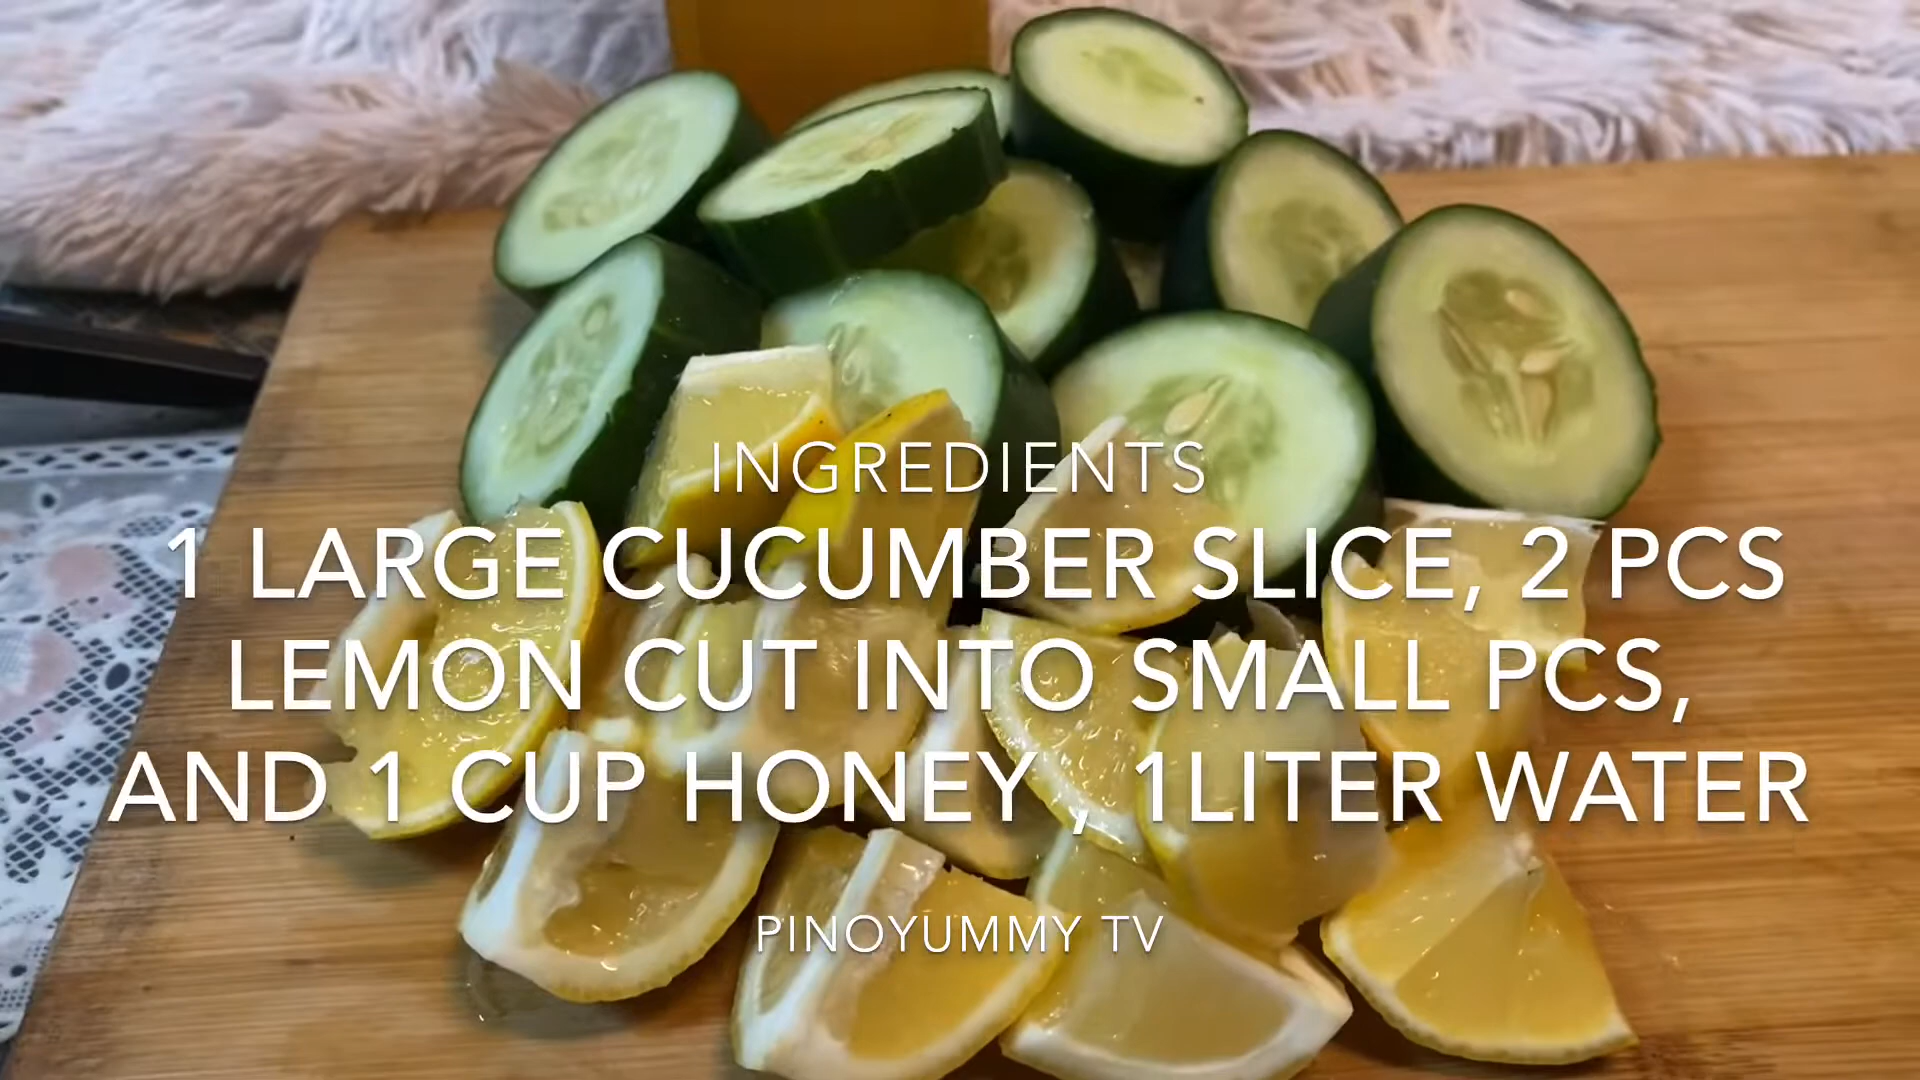 INGREDIENTS
1 LARGE CUCUMBER SLICE, 2 PCS
LEMON CUT INTO SMALL PCS,
AND 1 CUP HONEY , 1LITER WATER
PINOYUMMY TV